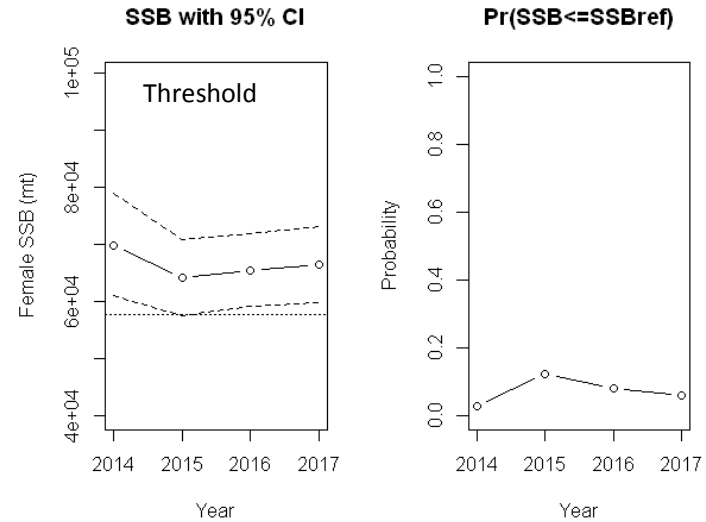 SSB with 95% CI
Threshold
Female SSB (mt)
1e+05
8e+04
6e+04
4e+04
2014 2015 2016 2017
Year
Pr(SSB<=SSBref)
Probability
1.0
0.8
0.6
0.4
0.2
0.0
2014 2015 2016 2017
Year